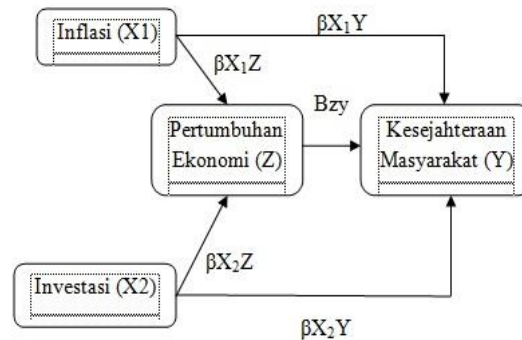 Inflasi (X1)
βX₁Y
βX₁Z
Bzy
Pertumbuhan
Ekonomi (Z)
Kesejahteraan
Masyarakat (Y)
βX₂Z
Investasi (X2)
βX₂Y